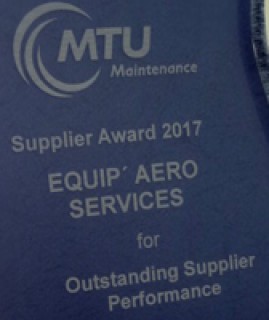 MTU
Maintenance
Supplier Award 2017
EQUIP´ AERO
SERVICES
for
Outstanding Supplier
Performance